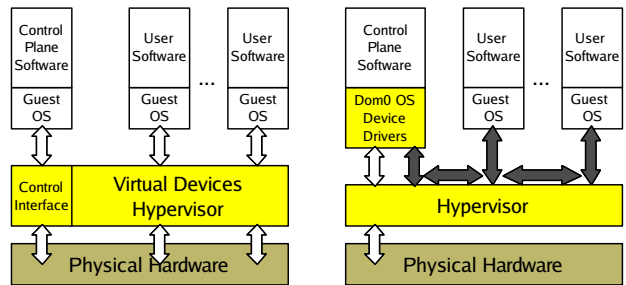 Control
Plane
Software
Guest
OS
User
Software
Guest
OS
...
User
Software
Guest
OS
Control
Interface
Virtual Devices
Hypervisor
Physical Hardware
Control
Plane
Software
Dom0 OS
Device
Drivers
User
Software
Guest
OS
...
User
Software
Guest
OS
Hypervisor
Physical Hardware